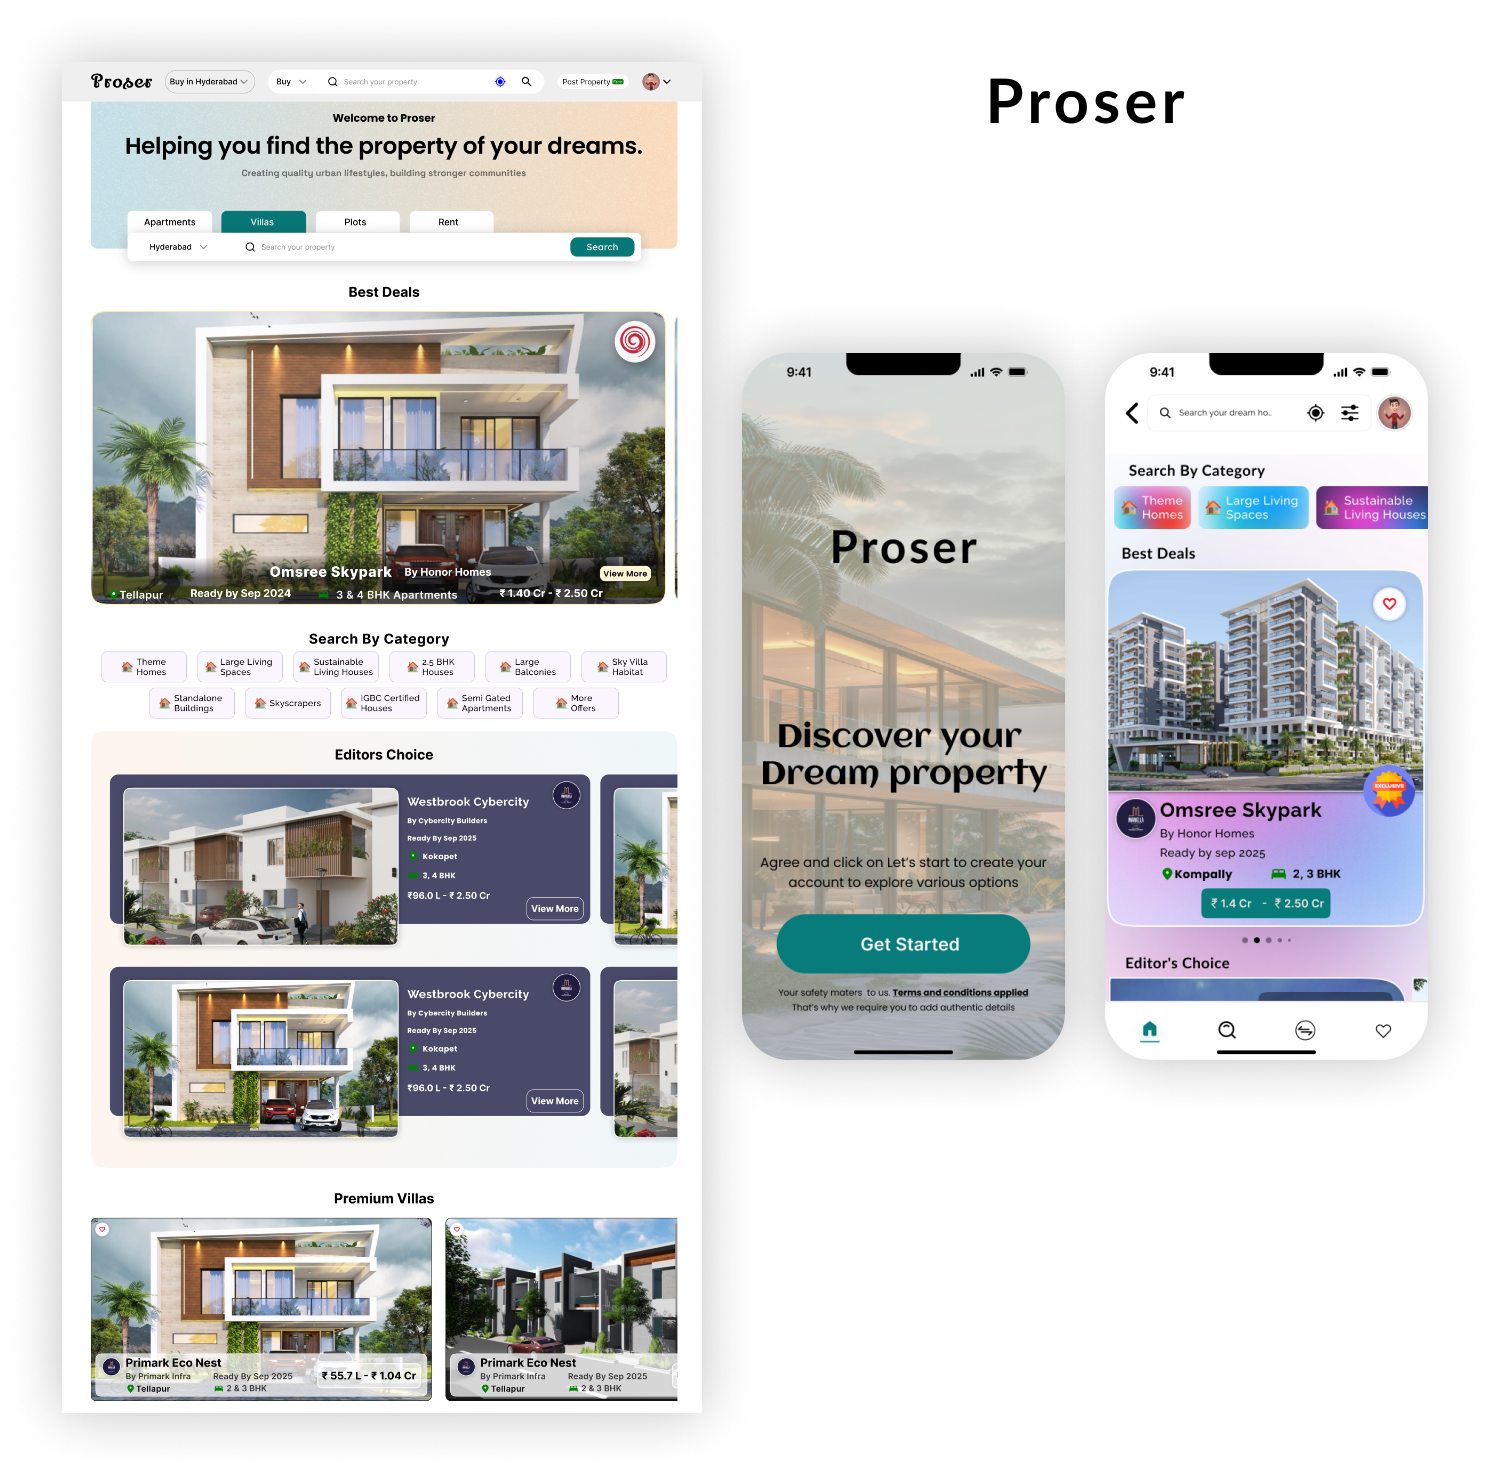 Proser
Buy in Hyderabad
Buy
Search your property
Post Property
Welcome to Proser
Helping you find the property of your dreams.
Creating quality urban lifestyles, building stronger communities
Apartments
Villas
Plots
Rent
Hyderabad
Search your property
Search
Best Deals
Omsree Skypark By Honor Homes
View More
Tellapur
Ready by Sep 2024
3 & 4 BHK Apartments
₹ 1.40 Cr - ₹ 2.50 Cr
Search By Category
Theme
Homes
Large Living
Spaces
Sustainable
Living Houses
2.5 BHK
Houses
Large
Balconies
Sky Villa
Habitat
Standalone
Buildings
Skyscrapers
IGBC Certified
Houses
Semi Gated
Apartments
More
Offers
Editors Choice
Westbrook Cybercity
By Cybercity Builders
Ready By Sep 2025
Kokapet
3, 4 BHK
₹96.0 L - ₹ 2.50 Cr
View More
Westbrook Cybercity
By Cybercity Builders
Ready By Sep 2025
Kokapet
3, 4 BHK
₹96.0 L - ₹ 2.50 Cr
View More
Premium Villas
Primark Eco Nest
By Primark Infra
Ready By Sep 2025
Tellapur
2 & 3 BHK
₹ 55.7 L - ₹ 1.04 Cr
Primark Eco Nest
By Primark Infra
Ready By Sep 2025
Tellapur
2 & 3 BHK
Proser
9:41
Proser
Discover your
Dream property
Agree and click on Let's start to create your
account to explore various options
Get Started
Your safety maters to us. Terms and conditions applied
That's why we require you to add authentic details
9:41
Search your dream ho..
Search By Category
Theme
Homes
Large Living
Spaces
Sustainable
Living Houses
Best Deals
EXCLUSIVE
Omsree Skypark
By Honor Homes
Ready by sep 2025
Kompally
2, 3 BHK
₹ 1.4 Cr - ₹ 2.50 Cr
Editor's Choice